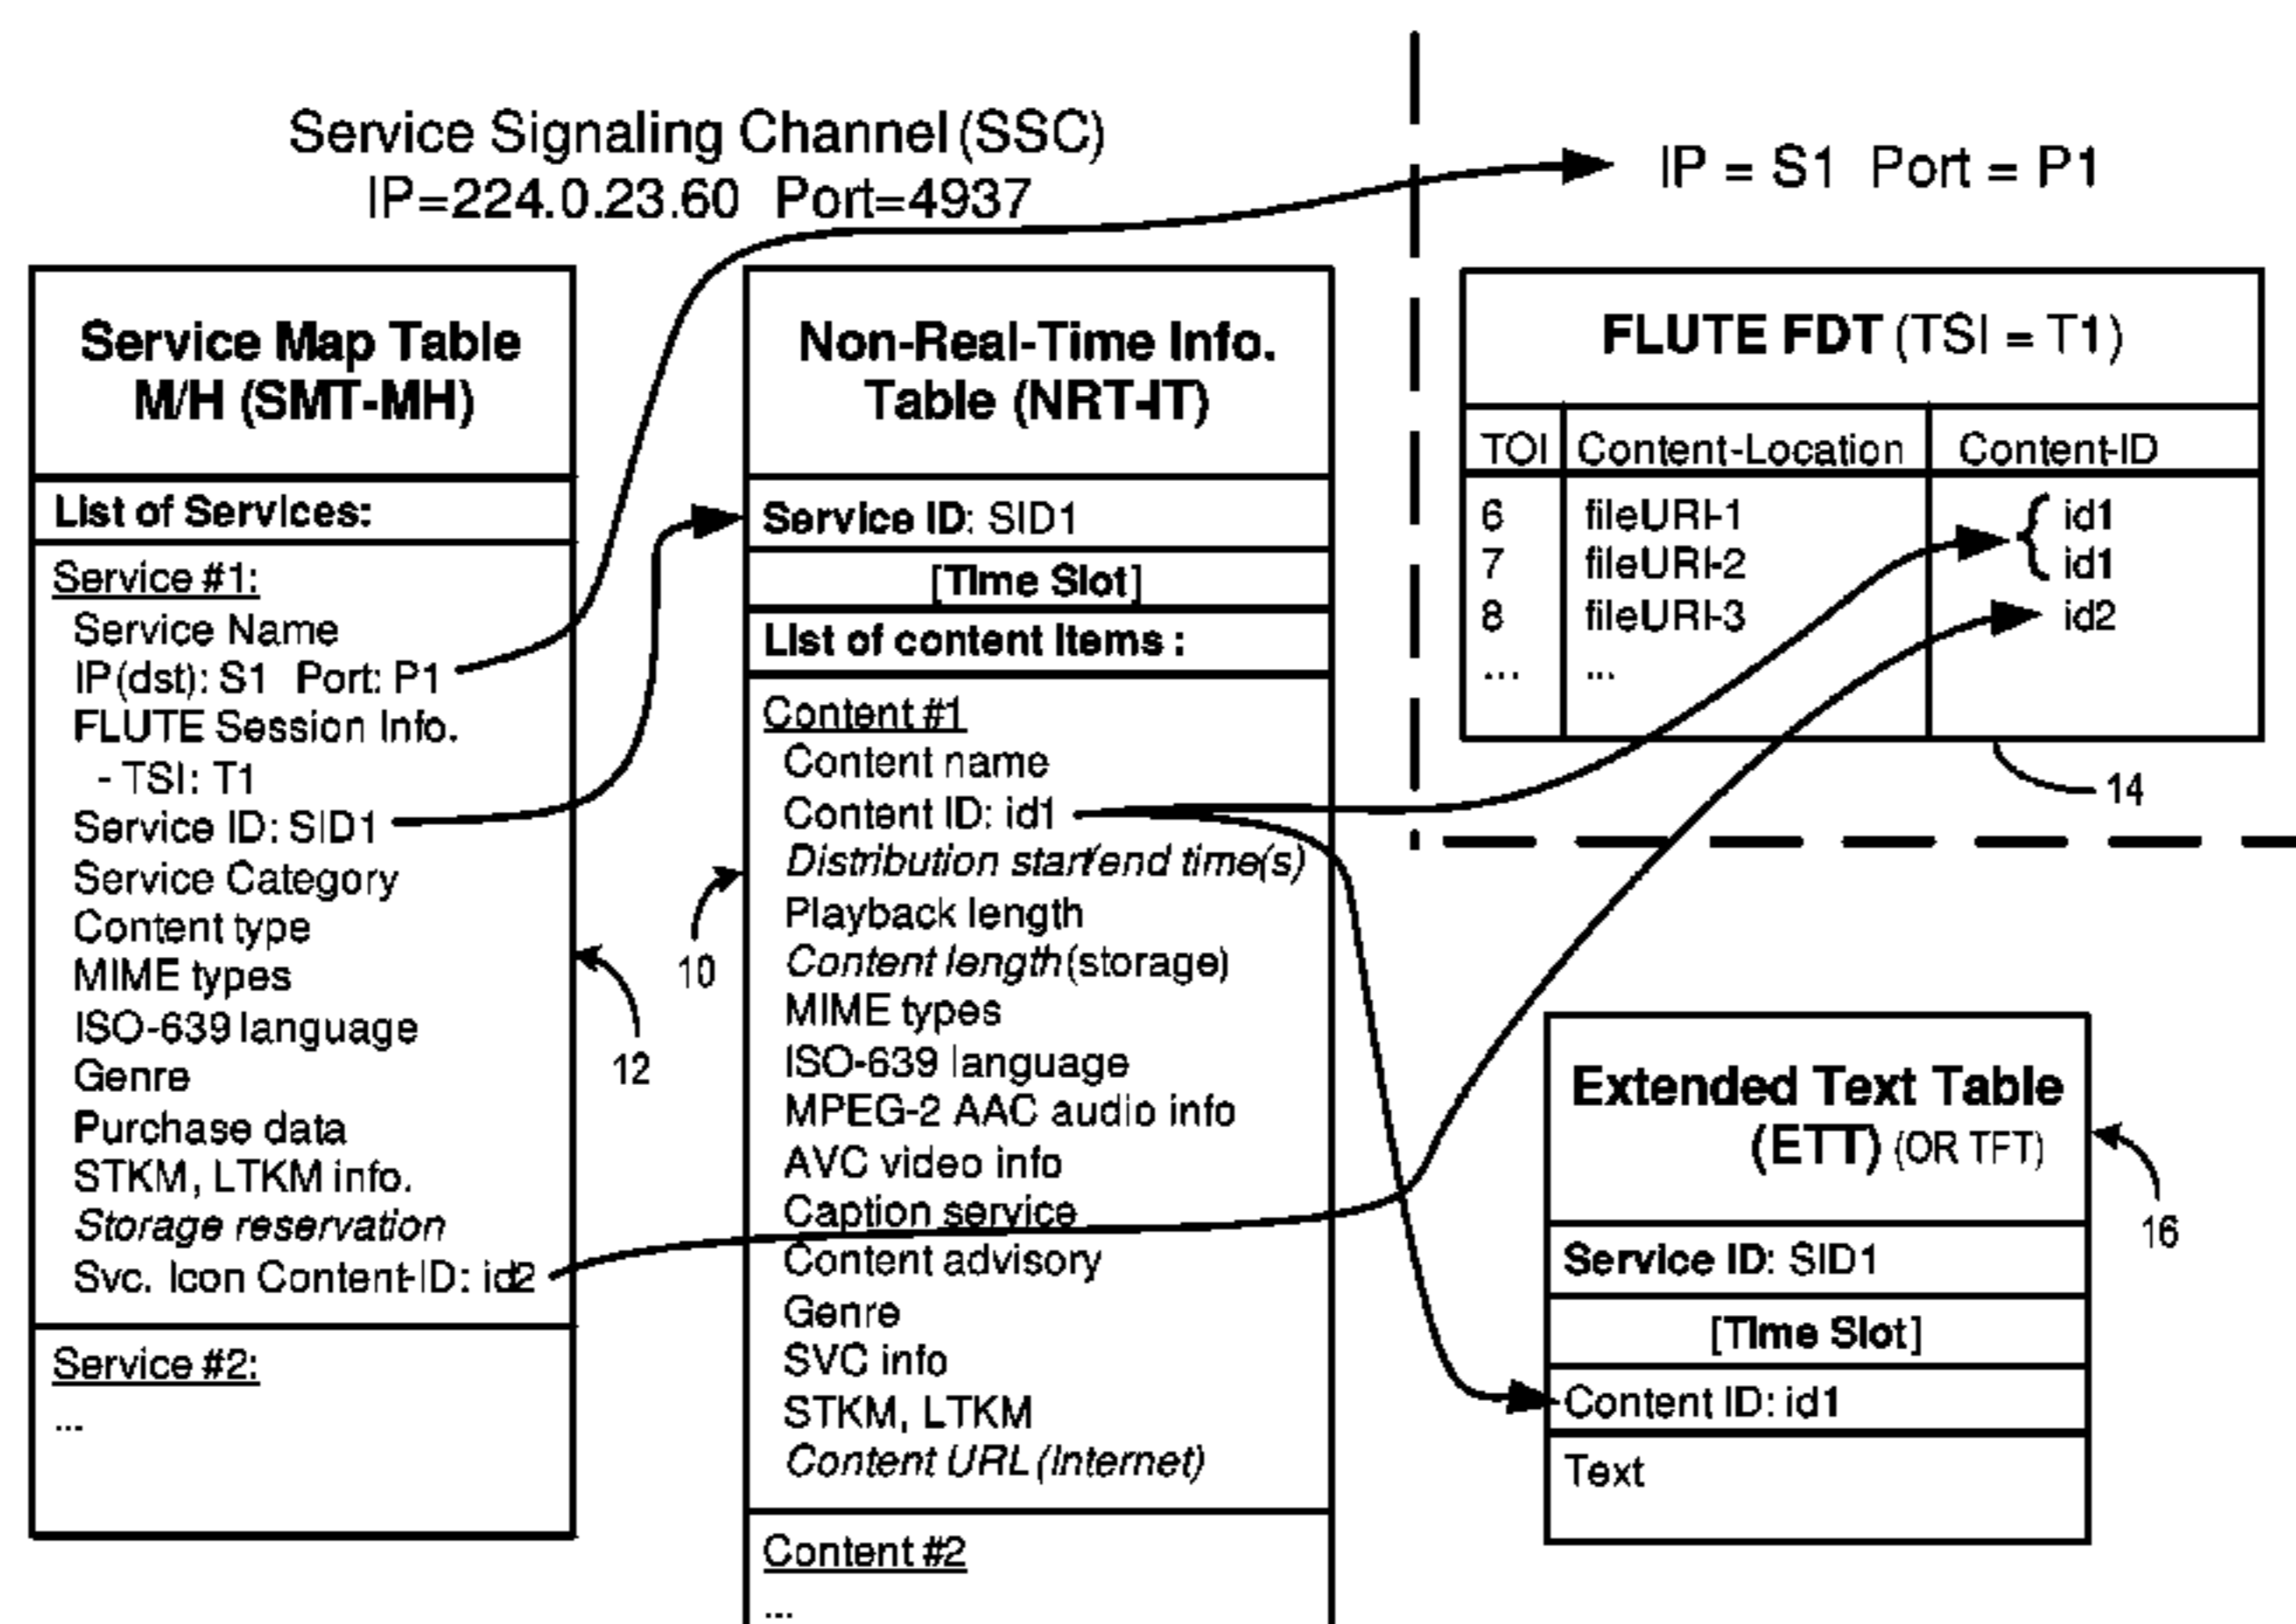 Service Signaling Channel (SSC)
IP=224.0.23.60 Port=4937
IP = S1 Port = P1
Service Map Table
M/H (SMT-MH)
List of Services:
Service #1:
Service Name
IP(dst): S1 Port: P1
FLUTE Session Info.
- TSI: T1
Service ID: SID1
Service Category
Content type
MIME types
ISO-639 language
Genre
Purchase data
STKM, LTKM info.
Storage reservation
Svc. Icon Content-ID: id2
Service #2:
...
12
Non-Real-Time Info.
Table (NRT-IT)
Service ID: SID1
[Time Slot]
List of content Items :
Content #1
Content name
Content ID: id1
Distribution start/end time(s)
Playback length
Content length (storage)
MIME types
ISO-639 language
MPEG-2 AAC audio info
AVC video info
Caption service
Content advisory
Genre
SVC info
STKM, LTKM
Content URL (Internet)
Content #2
...
10
FLUTE FDT (TSI = T1)
TOI Content-Location Content-ID
6 fileURI-1 id1
7 fileURI-2 id1
8 fileURI-3 id2
... ...
14
Extended Text Table
(ETT) (OR TFT)
Service ID: SID1
[Time Slot]
Content ID: id1
Text
16